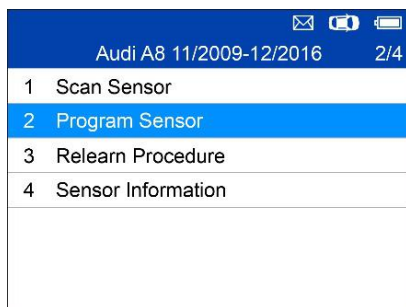 Audi A8 11/2009-12/2016 2/4
1 Scan Sensor
2 Program Sensor
3 Relearn Procedure
4 Sensor Information